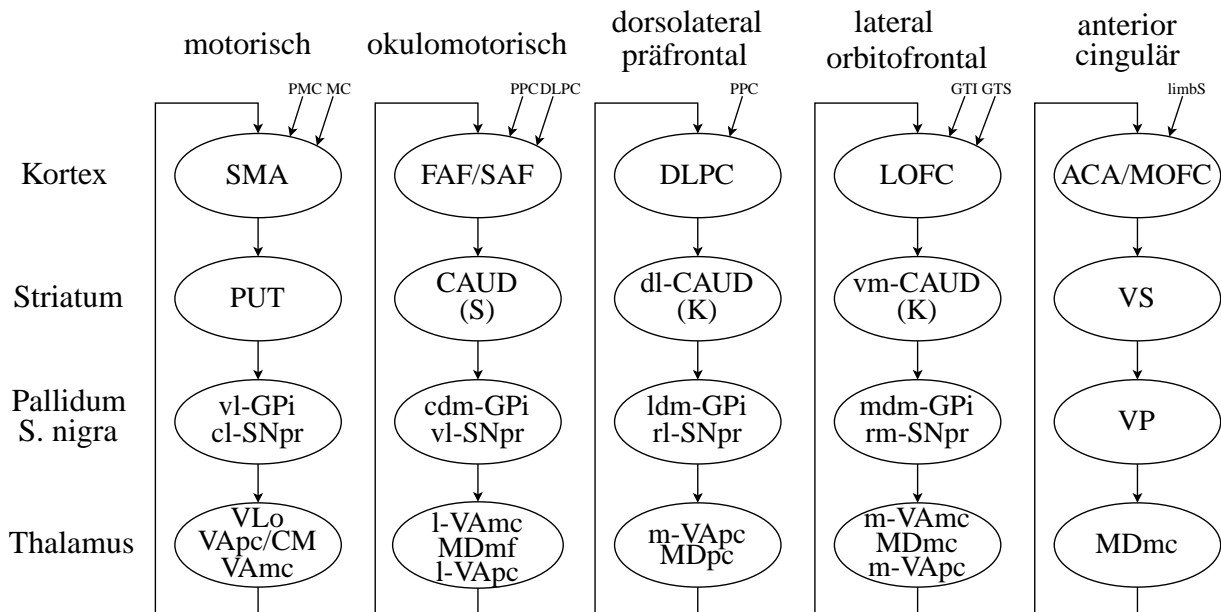 motorisch
okulomotorisch
dorsolateral
präfrontal
lateral
orbitofrontal
anterior
cingulär
PMC MC
PPC DLPC
PPC
GTI GTS
limbS
Kortex
SMA
FAF/SAF
DLPC
LOFC
ACA/MOFC
Striatum
PUT
CAUD
(S)
dl-CAUD
(K)
vm-CAUD
(K)
VS
Pallidum
S. nigra
vl-GPi
cl-SNpr
cdm-GPi
vl-SNpr
ldm-GPi
rl-SNpr
mdm-GPi
rm-SNpr
VP
Thalamus
VLo
VApc/CM
VAmc
l-VAmc
MDmf
l-VApc
m-VApc
MDpc
m-VAmc
MDmc
m-VApc
MDmc